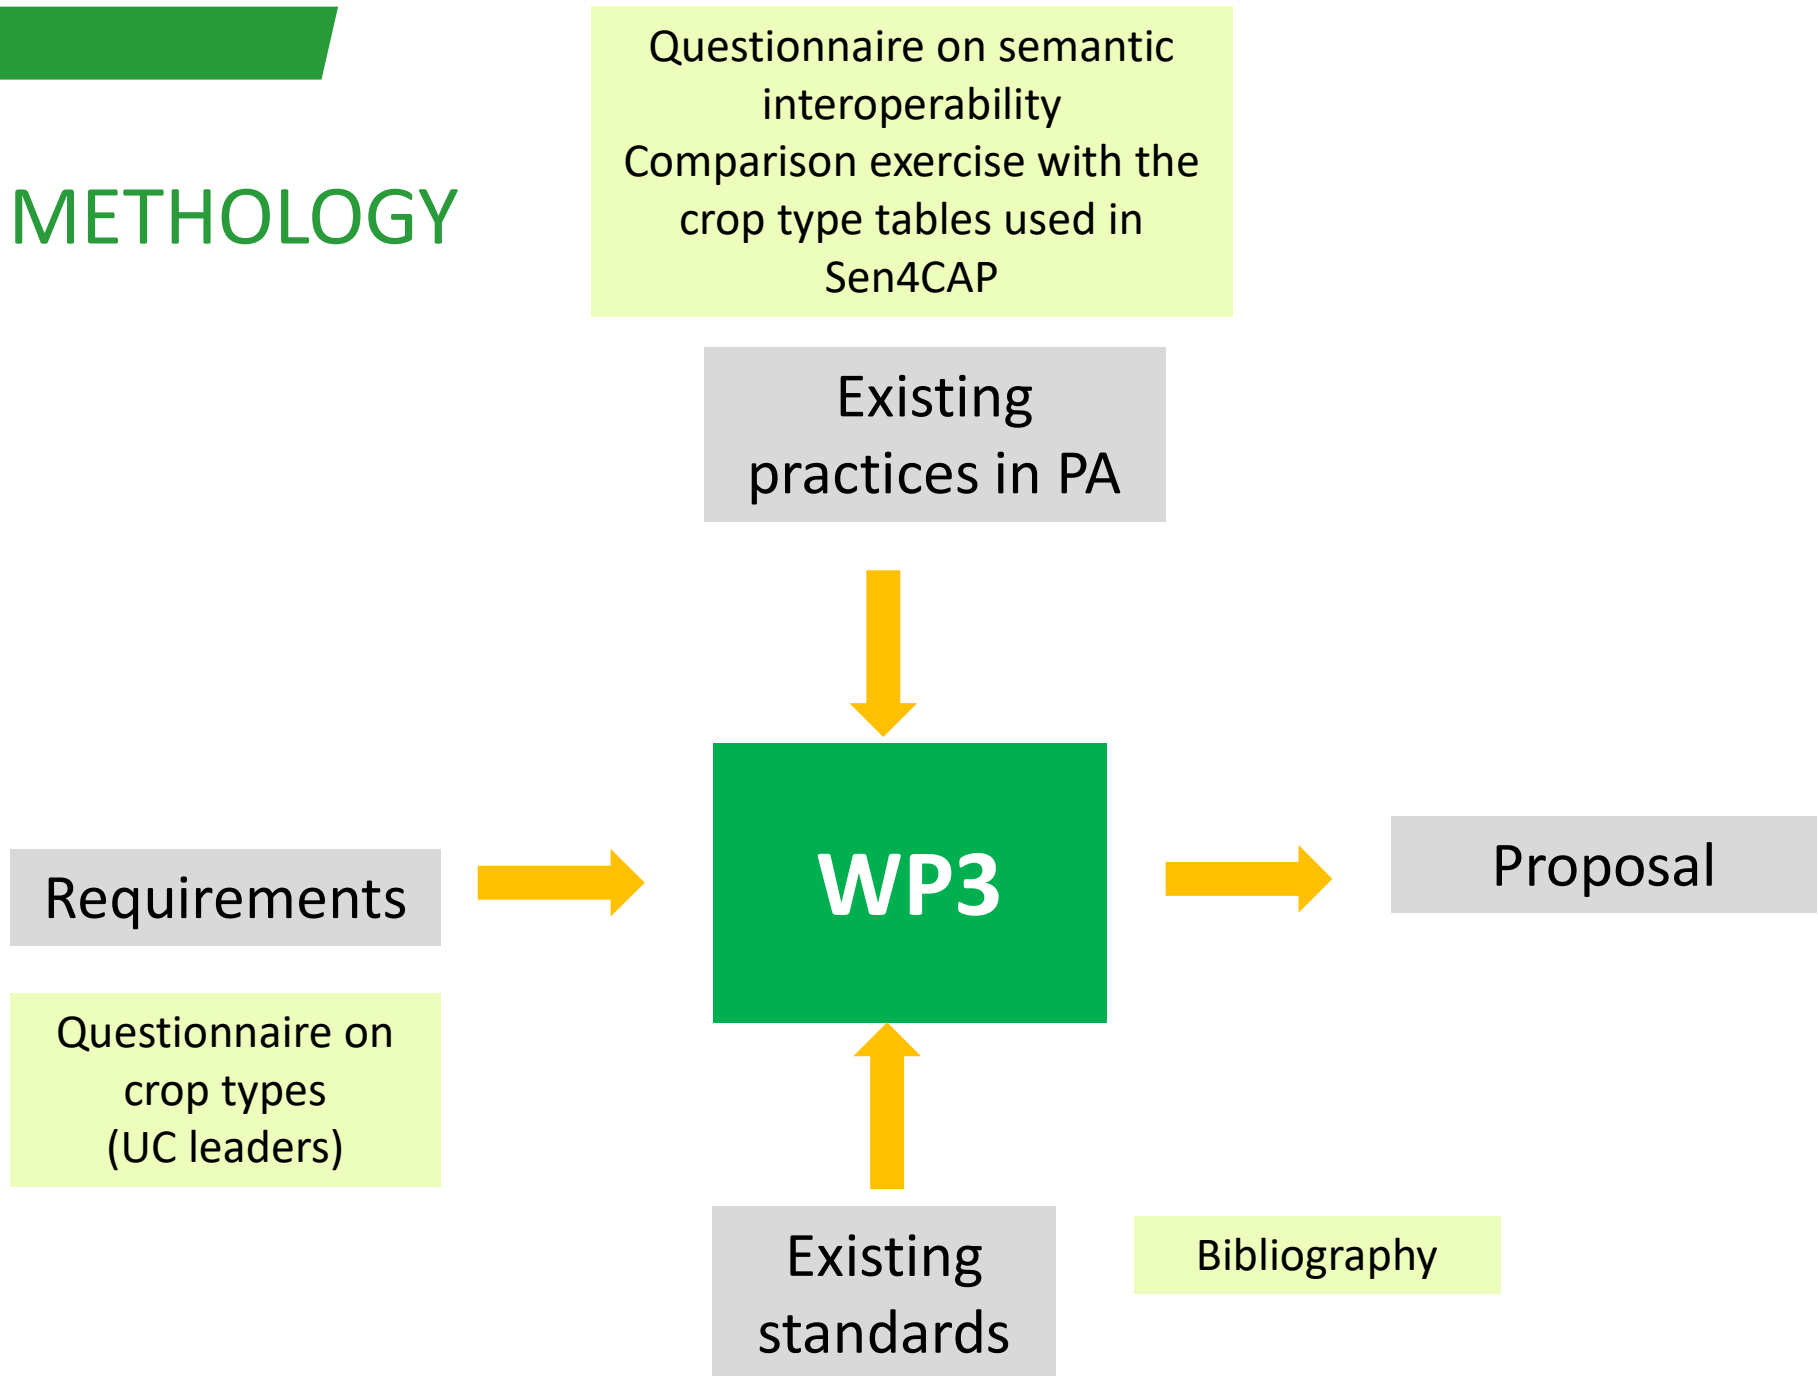 METHOLOGY
Questionnaire on semantic
interoperability
Comparison exercise with the
crop type tables used in
Sen4CAP
Existing
practices in PA
Requirements
Questionnaire on
crop types
(UC leaders)
WP3
Proposal
Existing
standards
Bibliography